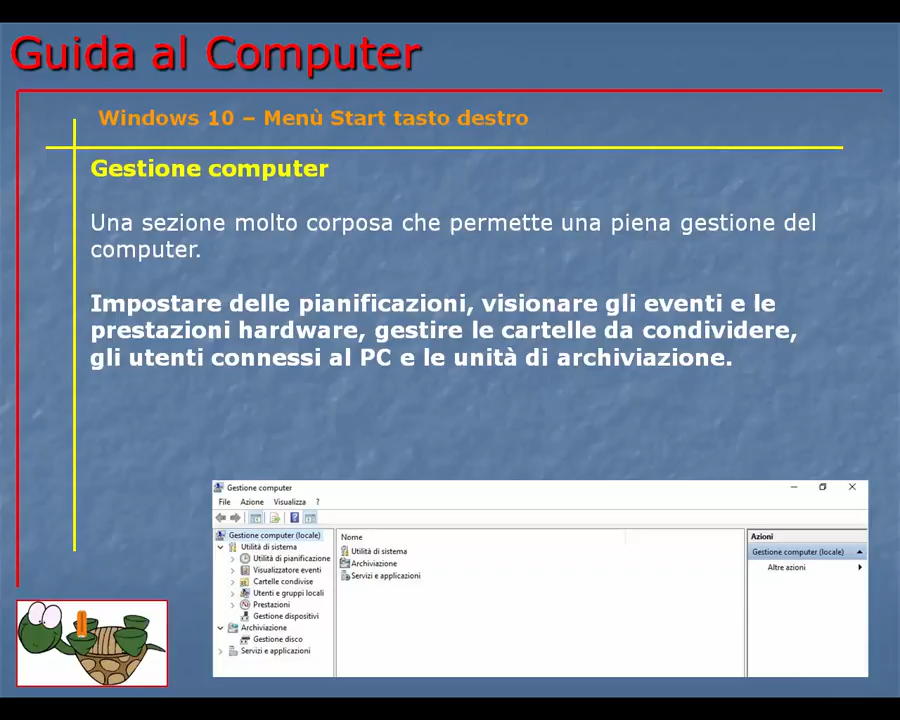 Guida al Computer
Windows 10 – Menù Start tasto destro
Gestione computer
Una sezione molto corposa che permette una piena gestione del
computer.
Impostare delle pianificazioni, visionare gli eventi e le
prestazioni hardware, gestire le cartelle da condividere,
gli utenti connessi al PC e le unità di archiviazione.
Gestione computer
File Azione Visualizza ?
Gestione computer (locale)
Utilità di sistema
Utilità di pianificazione
Visualizzatore eventi
Cartelle condivise
Utenti e gruppi locali
Prestazioni
Gestione dispositivi
Archiviazione
Gestione disco
Servizi e applicazioni
Nome
Utilità di sistema
Archiviazione
Servizi e applicazioni
Azioni
Gestione computer (locale)
Altre azioni